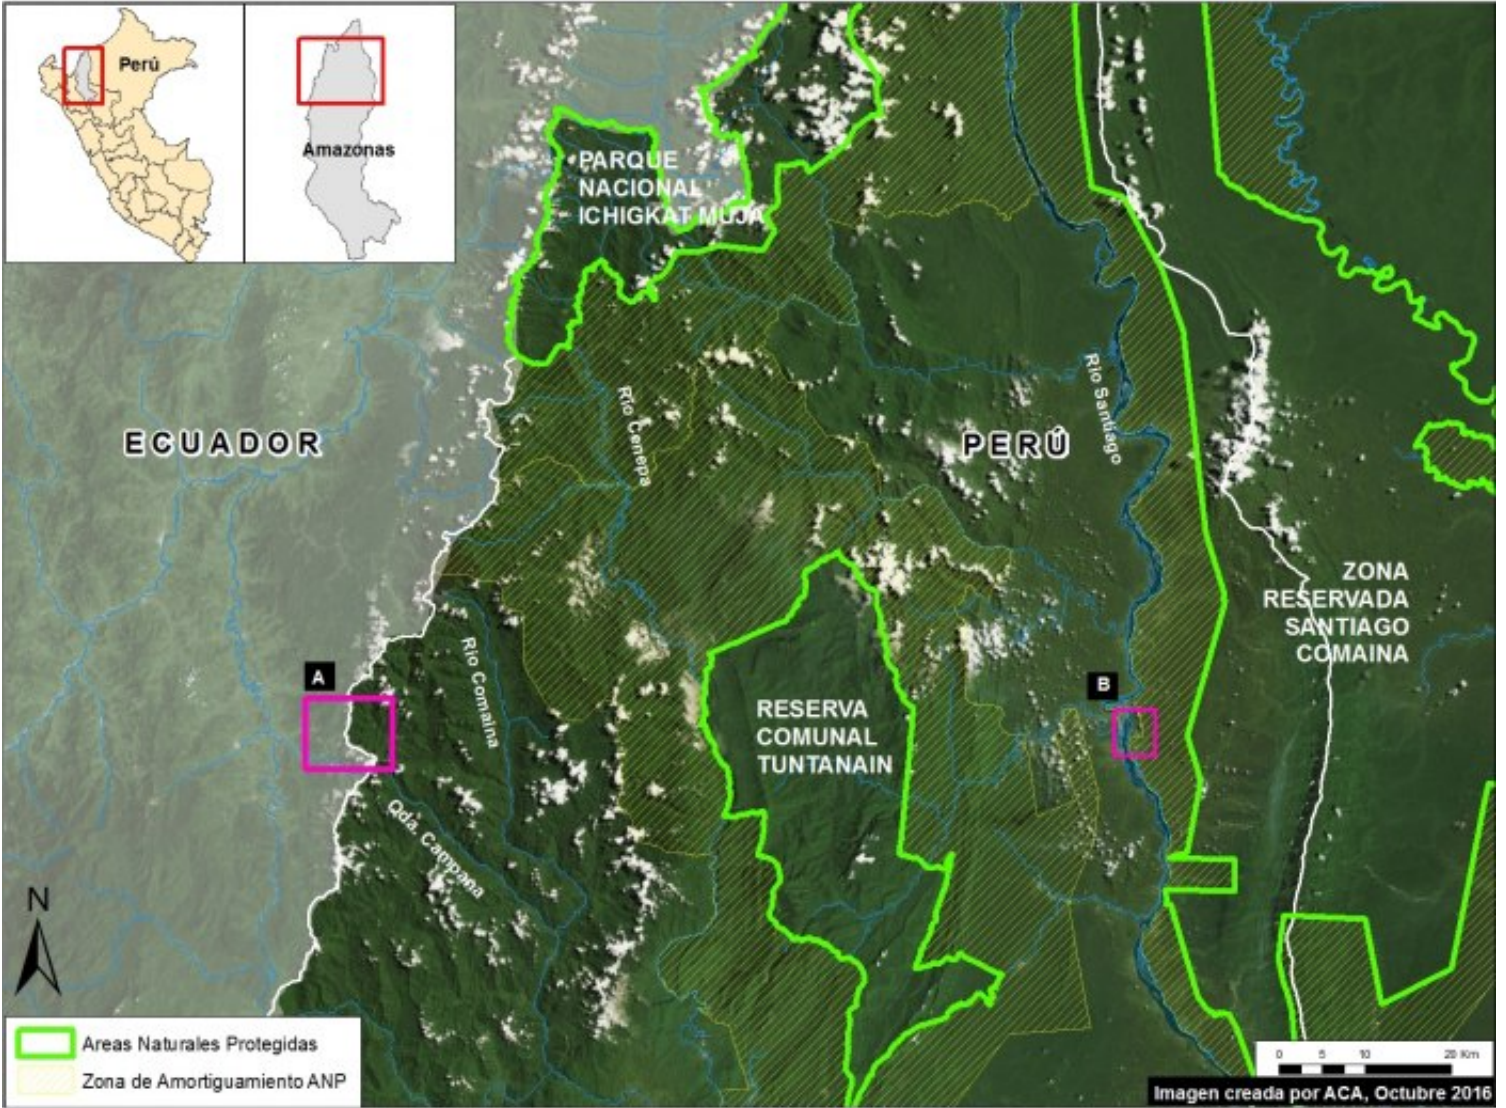 Perú
Amazonas
PARQUE
NACIONAL
ICHIGKAT MUJA
ECUADOR
PERÚ
Río Cenepa
Río Santiago
ZONA
RESERVADA
SANTIAGO
COMAINA
A
B
Río Comaina
RESERVA
COMUNAL
TUNTANAIN
Qda. Campana
N
Areas Naturales Protegidas
Zona de Amortiguamiento ANP
0 5 10 20 Km
Imagen creada por ACA, Octubre 2016